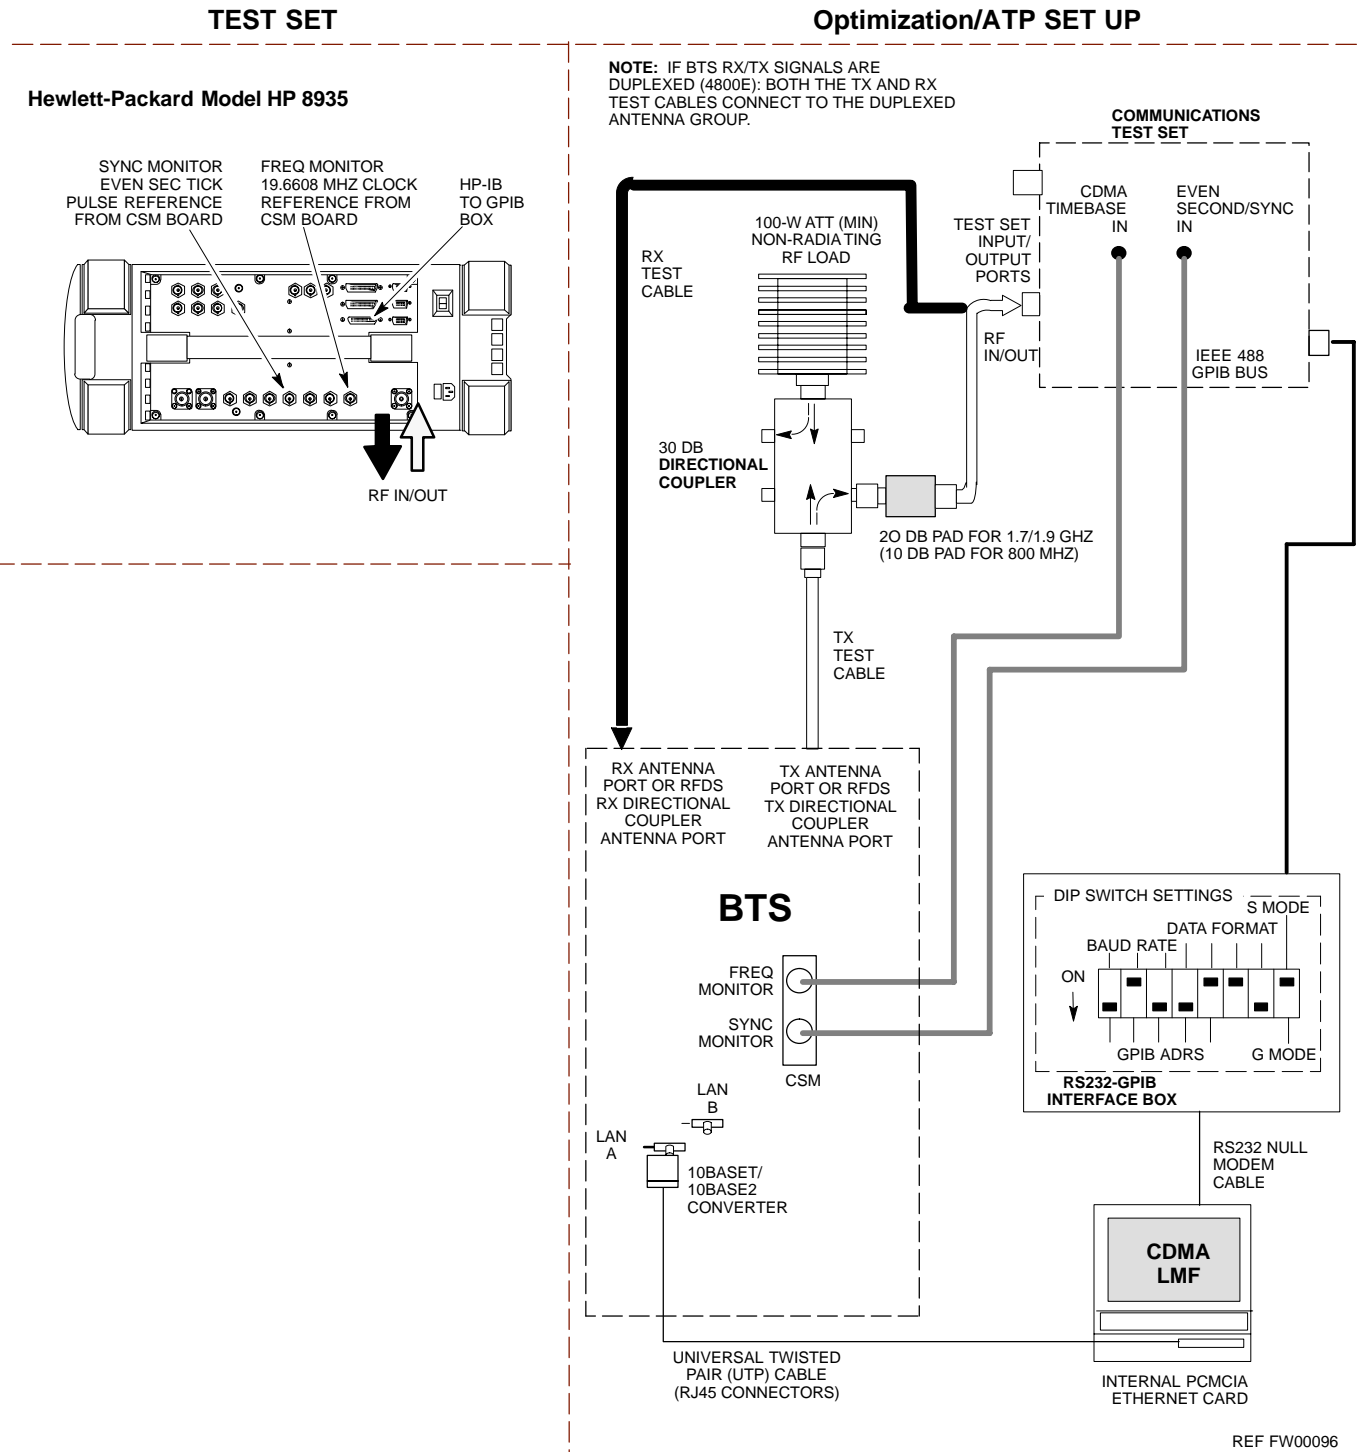 TEST SET
Optimization/ATP SET UP
Hewlett-Packard Model HP 8935
SYNC MONITOR
EVEN SEC TICK
PULSE REFERENCE
FROM CSM BOARD
FREQ MONITOR
19.6608 MHZ CLOCK
REFERENCE FROM
CSM BOARD
HP-IB
TO GPIB
BOX
RF IN/OUT
NOTE: IF BTS RX/TX SIGNALS ARE
DUPLEXED (4800E): BOTH THE TX AND RX
TEST CABLES CONNECT TO THE DUPLEXED
ANTENNA GROUP.
COMMUNICATIONS
TEST SET
CDMA
TIMEBASE
IN
EVEN
SECOND/SYNC
IN
TEST SET
INPUT/
OUTPUT
PORTS
RX
TEST
CABLE
100-W ATT (MIN)
NON-RADIA TING
RF LOAD
RF
IN/OUT
IEEE 488
GPIB BUS
30 DB
DIRECTIONAL
COUPLER
2O DB PAD FOR 1.7/1.9 GHZ
(10 DB PAD FOR 800 MHZ)
TX
TEST
CABLE
RX ANTENNA
PORT OR RFDS
RX DIRECTIONAL
COUPLER
ANTENNA PORT
TX ANTENNA
PORT OR RFDS
TX DIRECTIONAL
COUPLER
ANTENNA PORT
BTS
FREQ
MONITOR
SYNC
MONITOR
CSM
LAN
B
LAN
A
10BASET/
10BASE2
CONVERTER
DIP SWITCH SETTINGS
S MODE
DATA FORMAT
BAUD RATE
ON
GPIB ADRS
G MODE
RS232-GPIB
INTERFACE BOX
RS232 NULL
MODEM
CABLE
CDMA
LMF
UNIVERSAL TWISTED
PAIR (UTP) CABLE
(RJ45 CONNECTORS)
INTERNAL PCMCIA
ETHERNET CARD
REF FW00096